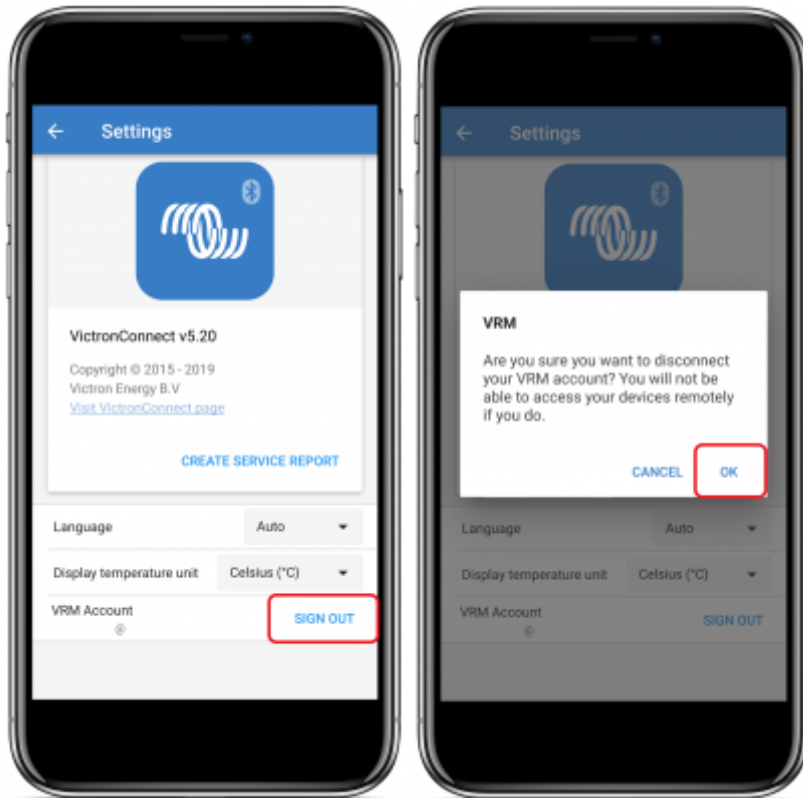 Settings
VictronConnect v5.20
Copyright © 2015 - 2019
Victron Energy B.V
Visit VictronConnect page
CREATE SERVICE REPORT
Language Auto
Display temperature unit Celsius (°C)
VRM Account SIGN OUT
@
Settings
VRM
Are you sure you want to disconnect
your VRM account? You will not be
able to access your devices remotely
if you do.
CANCEL OK
Language Auto
Display temperature unit Celsius (°C)
VRM Account SIGN OUT
@